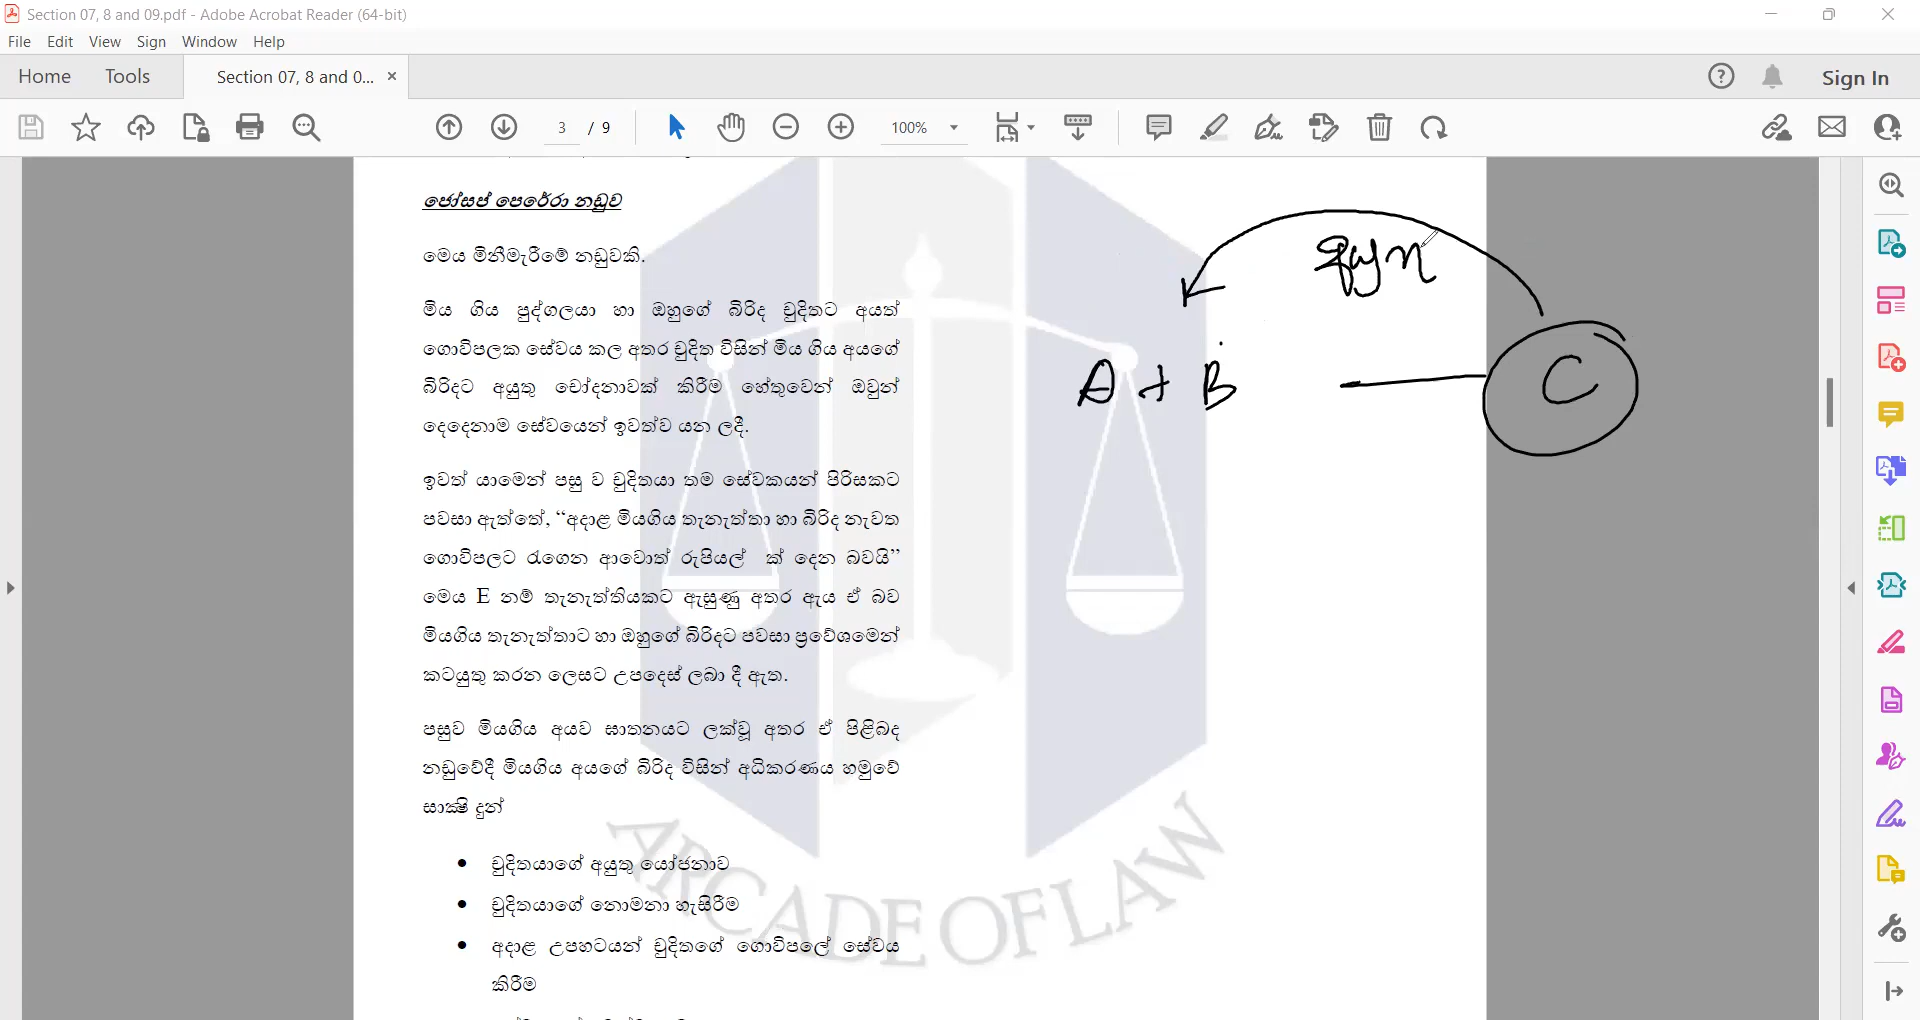 Section 07, 8 and 09.pdf - Adobe Acrobat Reader (64-bit)
File Edit View Sign Window Help
Home Tools Section 07, 8 and 0... × Sign In
3 / 9 100%
ජෝසප් පෙරේරා නඩුව
මෙය මිනීමැරීමේ නඩුවකි.
මිය ගිය පුද්ගලයා හා ඔහුගේ බිරිද චුදිතට අයත්
ගොවිපලක සේවය කල අතර චුදිත විසින් මිය ගිය අයගේ
බිරිදට අයුතු චෝදනාවක් කිරීම හේතුවෙන් ඔවුන්
දෙදෙනාම සේවයෙන් ඉවත්ව යන ලදී.
ඉවත් යාමෙන් පසු ව චුදිතයා තම සේවකයන් පිරිසකට
පවසා ඇත්තේ, “අදාළ මියගිය තැනැත්තා හා බිරිද නැවත
ගොවිපලට රැගෙන ආවොත් රුපියල් ක් දෙන බවයි”
මෙය E නම් තැනැත්තියකට ඇසුණු අතර ඇය ඒ බව
මියගිය තැනැත්තාට හා ඔහුගේ බිරිදට පවසා ප්‍රවේශමෙන්
කටයුතු කරන ලෙසට උපදෙස් ලබා දී ඇත.
පසුව මියගිය අයව ඝාතනයට ලක්වූ අතර ඒ පිළිබද
නඩුවේදී මියගිය අයගේ බිරිද විසින් අධිකරණය හමුවේ
සාක්ෂි දුන්
• චුදිතයාගේ අයුතු යෝජනාව
• චුදිතයාගේ නොමනා හැසිරීම
• අදාළ උපහටයන් චුදිතගේ ගොවිපලේ සේවය
කිරීම
A + B C
ARCADE OF LAW